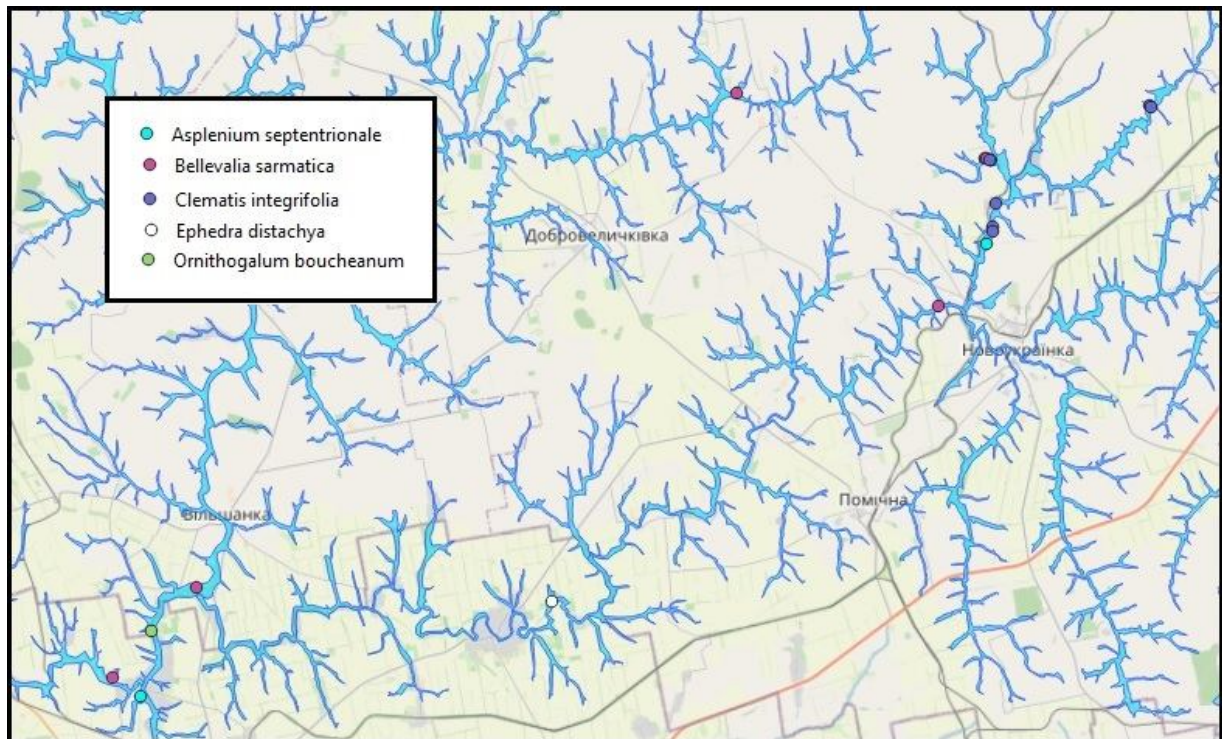 Asplenium septentrionale
Bellevalia sarmatica
Clematis integrifolia
Ephedra distachya
Ornithogalum boucheanum
Добровеличківка
Новоукраїнка
Помічна
Вільшанка